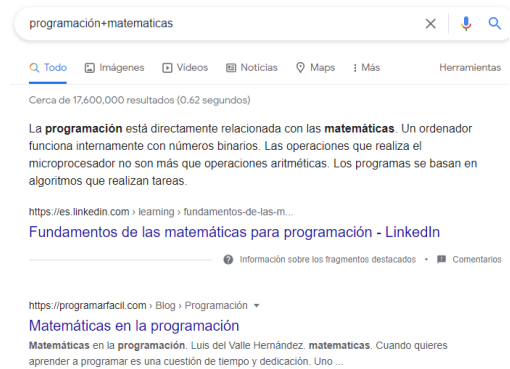 programación+matematicas
Todo Imágenes Vídeos Noticias Maps Más Herramientas
Cerca de 17,600,000 resultados (0.62 segundos)
La programación está directamente relacionada con las matemáticas. Un ordenador
funciona internamente con números binarios. Las operaciones que realiza el
microprocesador no son más que operaciones aritméticas. Los programas se basan en
algoritmos que realizan tareas.
https://es.linkedin.com › learning › fundamentos-de-las-m...
Fundamentos de las matemáticas para programación - LinkedIn
Información sobre los fragmentos destacados • Comentarios
https://programarfacil.com › Blog › Programación
Matemáticas en la programación
Matemáticas en la programación. Luis del Valle Hernández. matematicas. Cuando quieres
aprender a programar es una cuestión de tiempo y dedicación. Uno ...